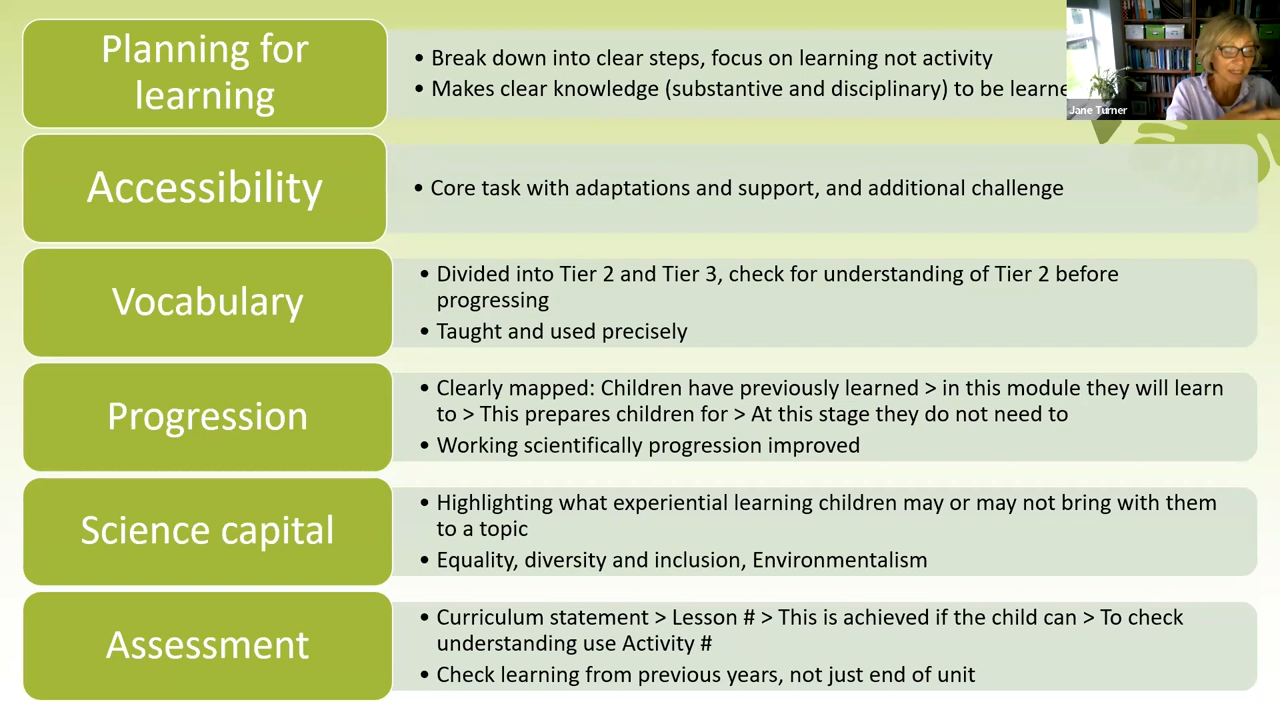 Planning for
learning
• Break down into clear steps, focus on learning not activity
• Makes clear knowledge (substantive and disciplinary) to be
Jane Turner
Accessibility
• Core task with adaptations and support, and additional challenge
Vocabulary
• Divided into Tier 2 and Tier 3, check for understanding of Tier 2 before
progressing
• Taught and used precisely
Progression
• Clearly mapped: Children have previously learned > in this module they will learn
to > This prepares children for > At this stage they do not need to
• Working scientifically progression improved
Science capital
• Highlighting what experiential learning children may or may not bring with them
to a topic
• Equality, diversity and inclusion, Environmentalism
Assessment
• Curriculum statement > Lesson # > This is achieved if the child can > To check
understanding use Activity #
• Check learning from previous years, not just end of unit